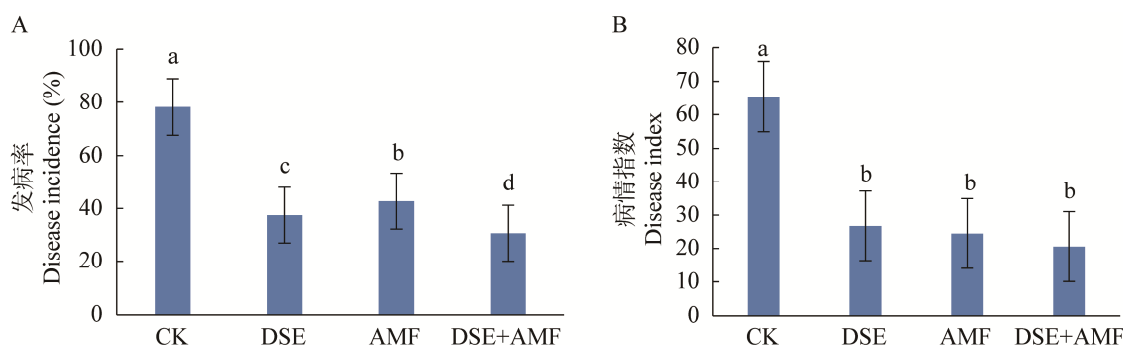 A
发病率
Disease incidence (%)
100
80
60
40
20
0
a
c
b
d
CK DSE AMF DSE+AMF
B
病情指数
Disease index
80
70
60
50
40
30
20
10
0
a
b
b
b
CK DSE AMF DSE+AMF